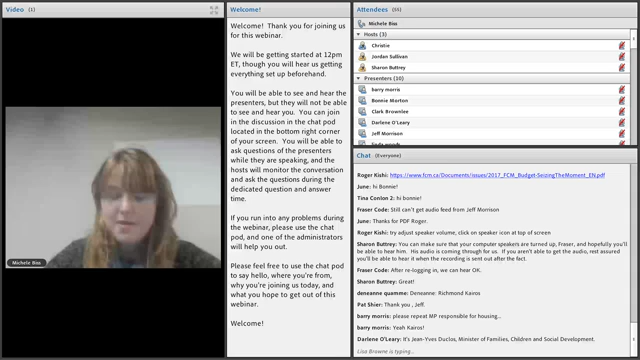 Video (1)
Michele Biss
Welcome!
Welcome! Thank you for joining us
for this webinar.
We will be getting started at 12pm
ET, though you will hear us getting
everything set up beforehand.
You will be able to see and hear the
presenters, but they will not be able
to see and hear you. You can join
in the discussion in the chat pod
located in the bottom right corner
of your screen. You will be able to
ask questions of the presenters
while they are speaking, and the
hosts will monitor the conversation
and ask the questions during the
dedicated question and answer
time.
If you run into any problems during
the webinar, please use the chat
pod, and one of the administrators
will help you out.
Please feel free to use the chat pod
to say hello, where you're from,
why you're joining us today, and
what you hope to get out of this
webinar.
Welcome!
Attendees (55)
Michele Biss
Hosts (3)
Christie
Jordan Sullivan
Sharon Buttrey
Presenters (10)
barry morris
Bonnie Morton
Clark Brownlee
Darlene O'Leary
Jeff Morrison
Chat (Everyone)
Roger Kishi: https://www.fcm.ca/Documents/issues/2017_FCM_Budget-SeizingTheMoment_EN.pdf
June: hi Bonnie!
Tina Conlon 2: hi bonnie!
Fraser Code: Still can't get audio feed from Jeff Morrison
June: Thanks for PDF Roger.
Roger Kishi: try adjust speaker volume, click on speaker icon at top of screen
Sharon Buttrey: You can make sure that your computer speakers are turned up, Fraser, and hopefully you'll
be able to hear him. His audio is coming through for us. If you aren't able to get the audio, rest assured
you'll be able to hear it when the recording is sent out after the fact.
Fraser Code: After re-logging in, we can hear OK.
Sharon Buttrey: Great!
deneanne quamme: Deneanne: Richmond Kairos
Pat Shier: Thank you , Jeff.
barry morris: please repeat MP responsible for housing...
barry morris: Yeah Kairos!
Darlene O'Leary: It's Jean-Yves Duclos, Minister of Families, Children and Social Development.
Lisa Browne is typing...